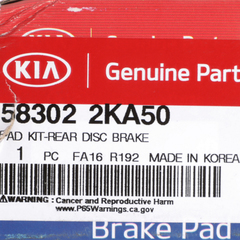 KIA
Genuine Part
58302 2KA50
PAD KIT-REAR DISC BRAKE
1 PC FA16 R192 MADE IN KOREA
WARNING: Cancer and Reproductive Harm
www.P65Warnings.ca.gov
Brake Pad